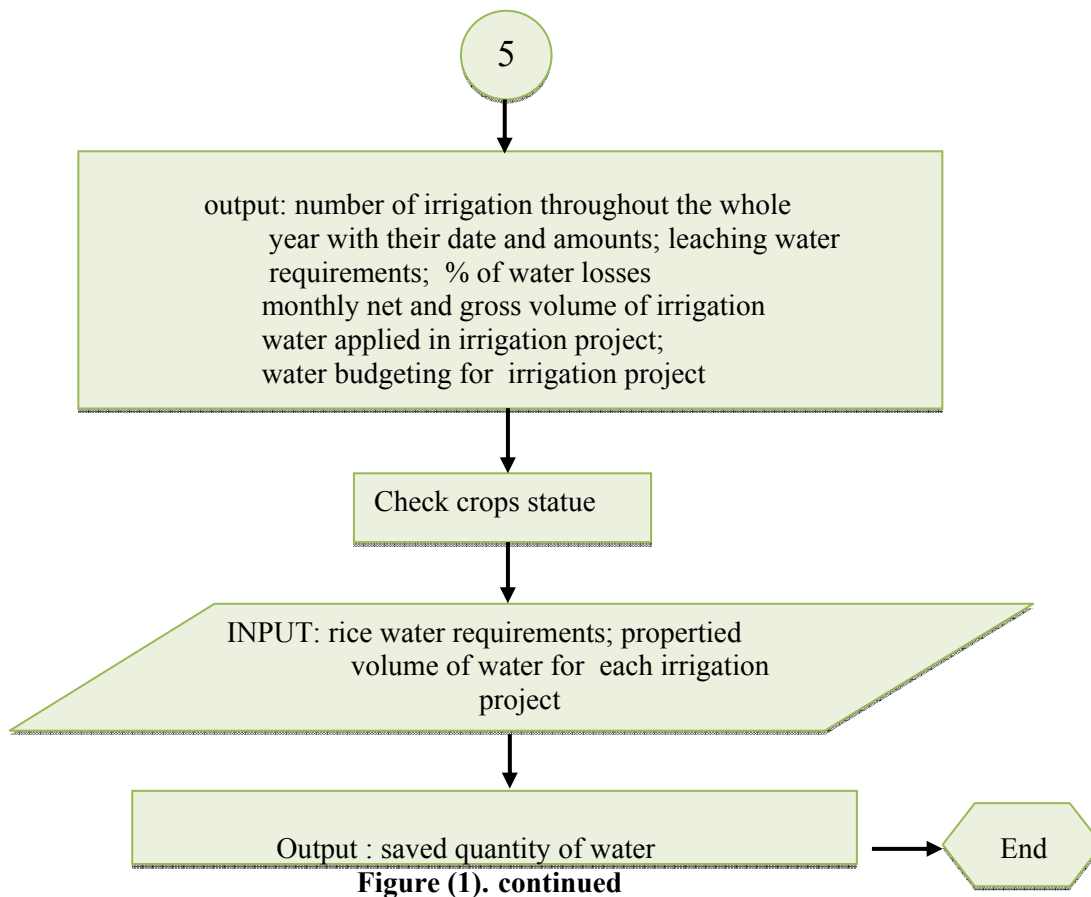 5
output: number of irrigation throughout the whole
year with their date and amounts; leaching water
requirements; % of water losses
monthly net and gross volume of irrigation
water applied in irrigation project;
water budgeting for irrigation project
Check crops statue
INPUT: rice water requirements; propertied
volume of water for each irrigation
project
Output : saved quantity of water
End
Figure (1). continued